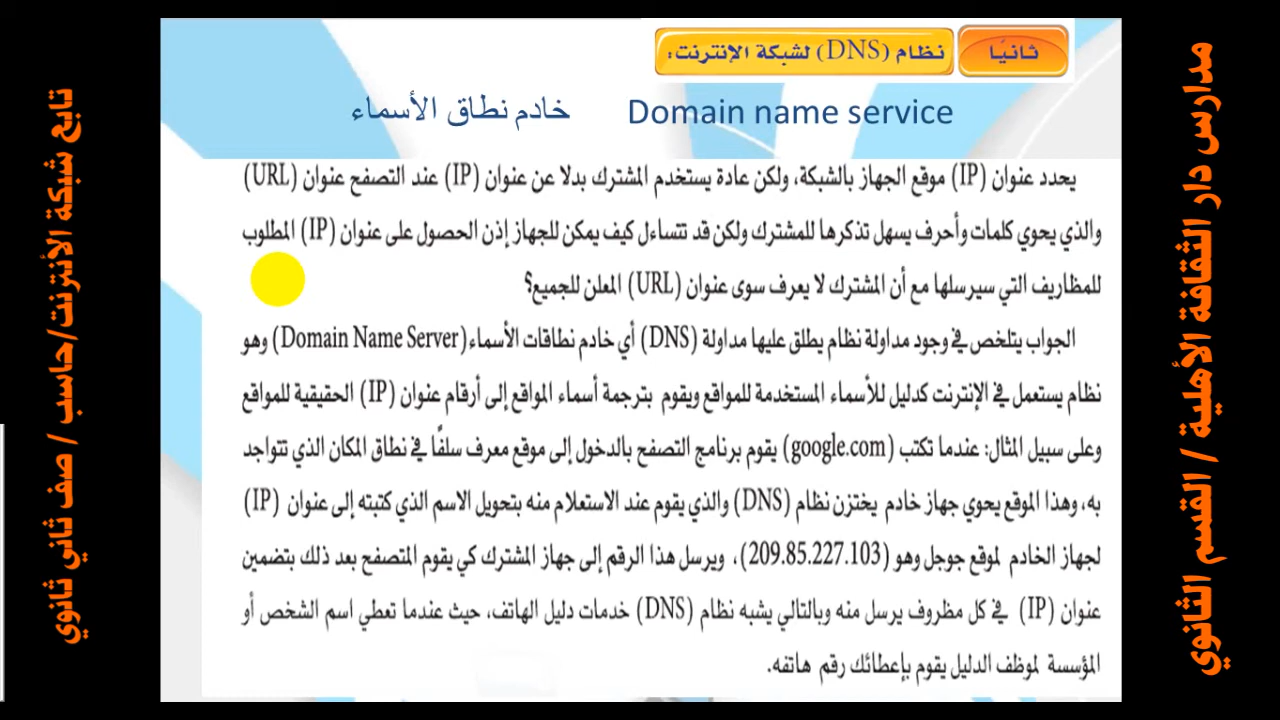 ثانيًا
نظام (DNS) لشبكة الإنترنت:
خادم نطاق الأسماء Domain name service
يحدد عنوان (IP) موقع الجهاز بالشبكة، ولكن عادة يستخدم المشترك بدلا عن عنوان (IP) عند التصفح عنوان (URL)
والذي يحوي كلمات وأحرف يسهل تذكرها للمشترك ولكن قد تتساءل كيف يمكن للجهاز إذن الحصول على عنوان (IP) المطلوب
للمظاريف التي سيرسلها مع أن المشترك لا يعرف سوى عنوان (URL) المعلن للجميع؟
الجواب يتلخص في وجود مداولة نظام يطلق عليها مداولة (DNS) أي خادم نطاقات الأسماء (Domain Name Server) وهو
نظام يستعمل في الإنترنت كدليل للأسماء المستخدمة للمواقع ويقوم بترجمة أسماء المواقع إلى أرقام عنوان (IP) الحقيقية للمواقع
وعلى سبيل المثال: عندما تكتب (google.com) يقوم برنامج التصفح بالدخول إلى موقع معرف سلفًا في نطاق المكان الذي تتواجد
به، وهذا الموقع يحوي جهاز خادم يختزن نظام (DNS) والذي يقوم عند الاستعلام منه بتحويل الاسم الذي كتبته إلى عنوان (IP)
لجهاز الخادم لموقع جوجل وهو (209.85.227.103)، ويرسل هذا الرقم إلى جهاز المشترك كي يقوم المتصفح بعد ذلك بتضمين
عنوان (IP) في كل مظروف يرسل منه وبالتالي يشبه نظام (DNS) خدمات دليل الهاتف، حيث عندما تعطي اسم الشخص أو
المؤسسة لموظف الدليل يقوم بإعطائك رقم هاتفه.
مدارس دار الثقافة الأهلية / القسم الثانوي
تابع شبكة الأنترنت/حاسب / صف ثاني ثانوي